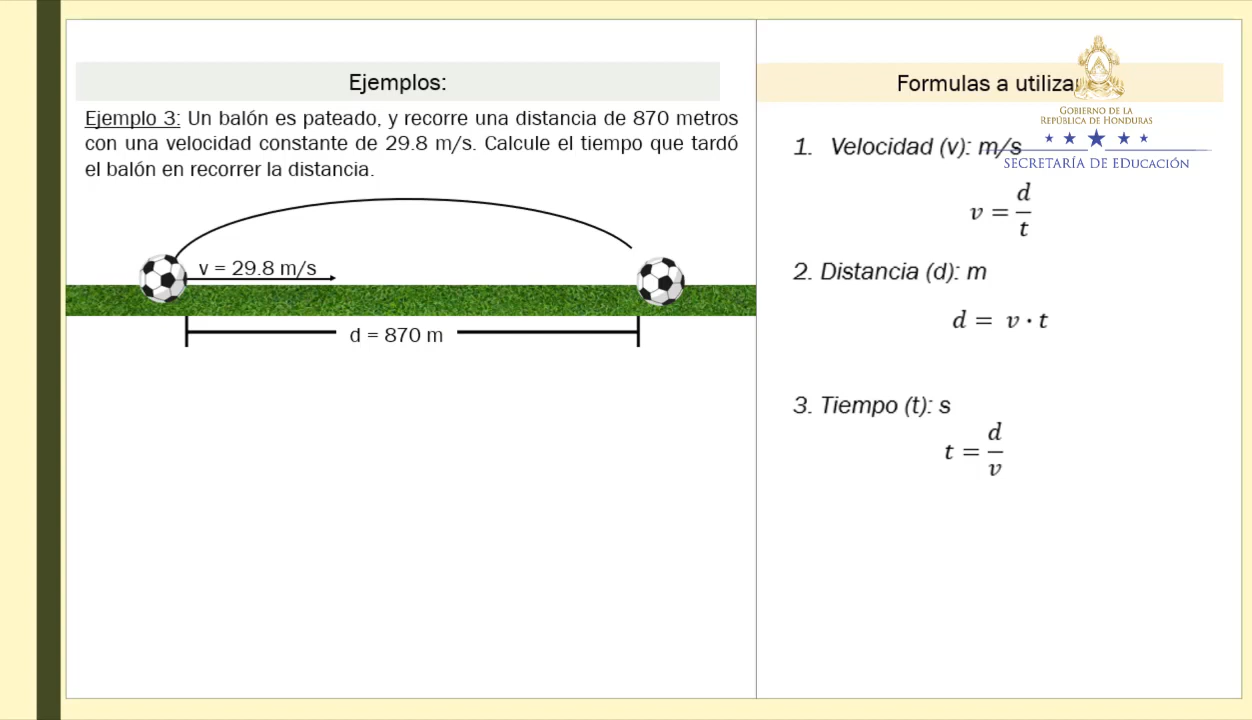 Ejemplos:
Ejemplo 3: Un balón es pateado, y recorre una distancia de 870 metros
con una velocidad constante de 29.8 m/s. Calcule el tiempo que tardó
el balón en recorrer la distancia.
v = 29.8 m/s
d = 870 m
Formulas a utiliza
GOBIERNO DE LA
REPÚBLICA DE HONDURAS
SECRETARÍA DE EDUCACIÓN
1. Velocidad (v): m/s
v = d/t
2. Distancia (d): m
d = v · t
3. Tiempo (t): s
t = d/v